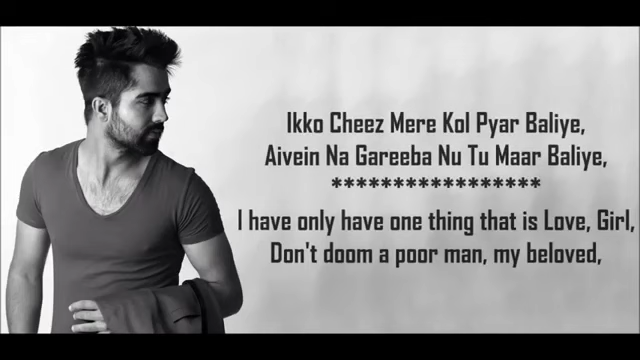 Ikko Cheez Mere Kol Pyar Baliye,
Aivein Na Gareeba Nu Tu Maar Baliye,
*****************
I have only have one thing that is Love, Girl,
Don't doom a poor man, my beloved,